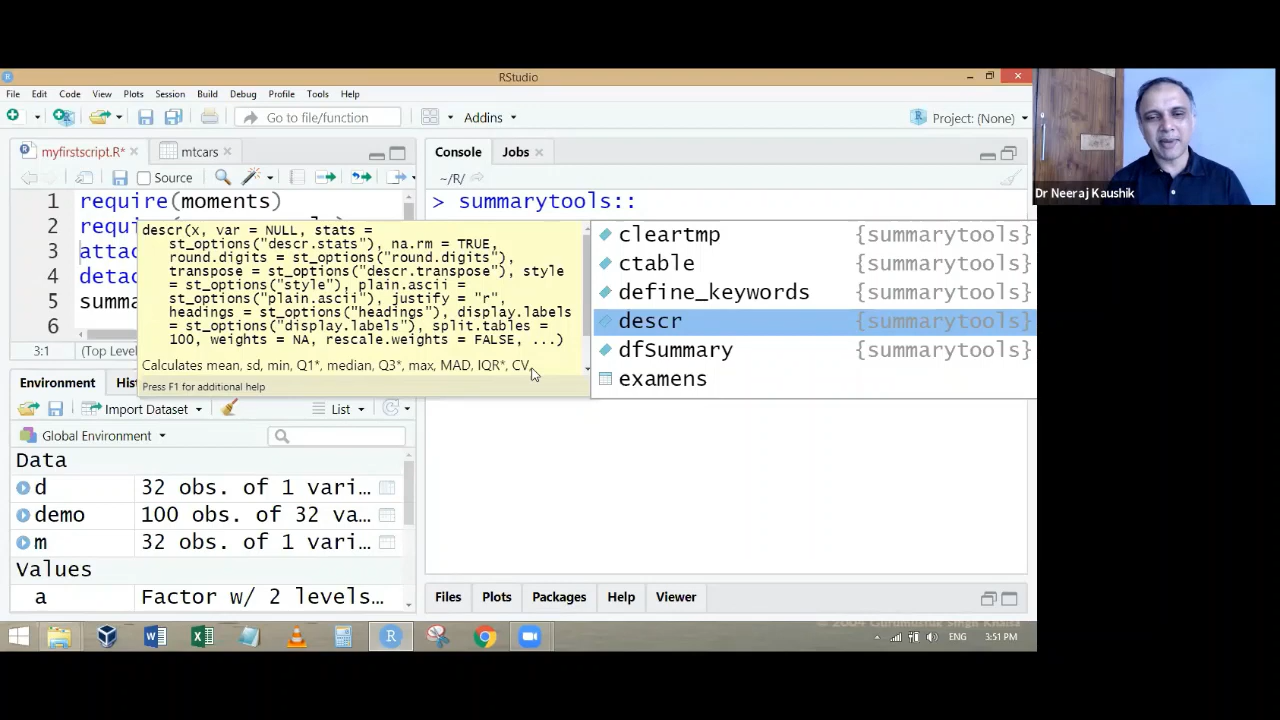 RStudio
File Edit Code View Plots Session Build Debug Profile Tools Help
Go to file/function Addins Project: (None)
myfirstscript.R* mtcars
Source
1 require(moments)
2
3 attac
4 detac
5 summa
6
3:1 (Top Level
Console Jobs
~/R/
> summarytools::
descr(x, var = NULL, stats =
st_options("descr.stats"), na.rm = TRUE,
round.digits = st_options("round.digits"),
transpose = st_options("descr.transpose"), style
= st_options("style"), plain.ascii =
st_options("plain.ascii"), justify = "r",
headings = st_options("headings"), display.labels
= st_options("display.labels"), split.tables =
100, weights = NA, rescale.weights = FALSE, ...)
Calculates mean, sd, min, Q1*, median, Q3*, max, MAD, IQR*, CV,
Press F1 for additional help
cleartmp {summarytools}
ctable {summarytools}
define_keywords {summarytools}
descr {summarytools}
dfSummary {summarytools}
examens
Environment His
Import Dataset List
Global Environment
Data
d 32 obs. of 1 vari...
demo 100 obs. of 32 va...
m 32 obs. of 1 vari...
Values
a Factor w/ 2 levels...
Files Plots Packages Help Viewer
ENG 3:51 PM
Dr Neeraj Kaushik